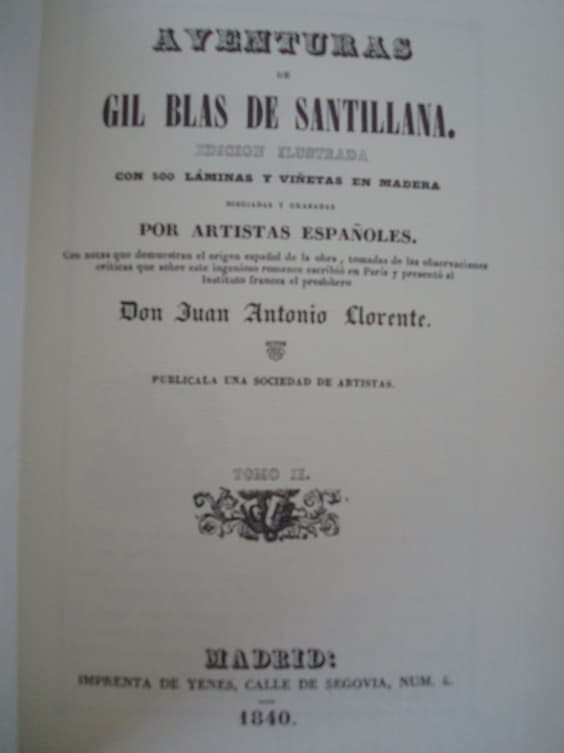 AVENTURAS
DE
GIL BLAS DE SANTILLANA.
EDICION ILUSTRADA
CON 500 LÁMINAS Y VIÑETAS EN MADERA
DIBUJADAS Y GRABADAS
POR ARTISTAS ESPAÑOLES.
Con notas que demuestran el origen español de la obra, tomadas de las observaciones
críticas que sobre este ingenioso romance escribió en París y presentó al
Instituto frances el presbítero
Don Juan Antonio Llorente.
PUBLICALA UNA SOCIEDAD DE ARTISTAS.
TOMO II.
MADRID:
IMPRENTA DE YENES, CALLE DE SEGOVIA, NUM. 6.
1840.